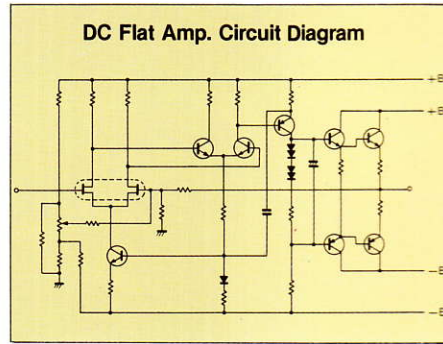 DC Flat Amp. Circuit Diagram
+B
+B
−B
−B